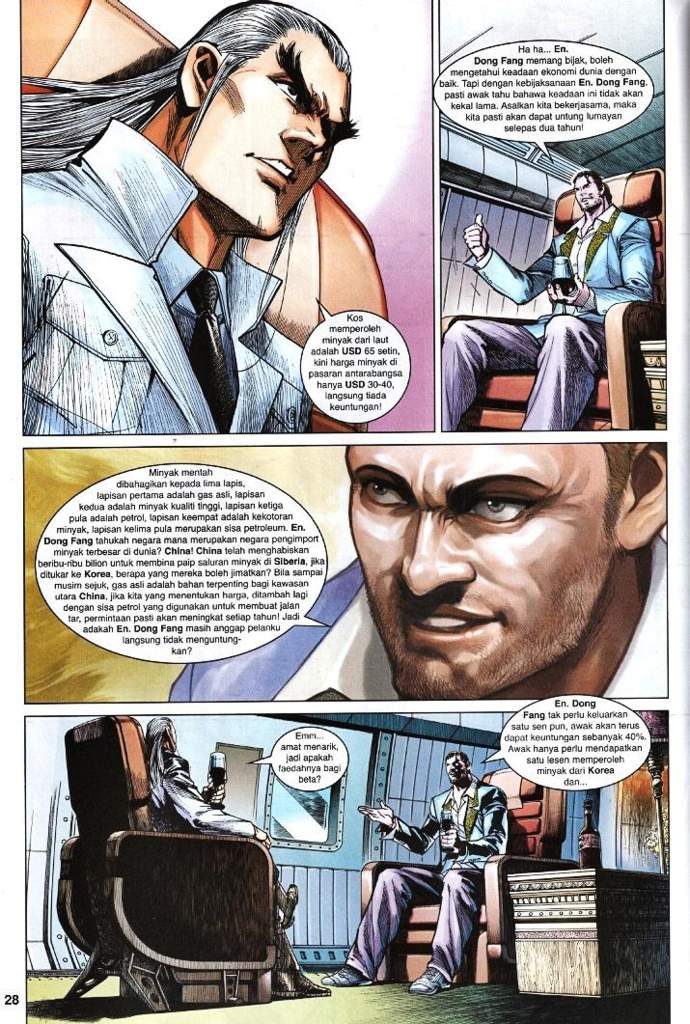 Kos
memperoleh
minyak dari laut
adalah USD 65 setin,
kini harga minyak di
pasaran antarabangsa
hanya USD 30-40,
langsung tiada
keuntungan!
Ha ha... En.
Dong Fang memang bijak, boleh
mengetahui keadaan ekonomi dunia dengan
baik. Tapi dengan kebijaksanaan En. Dong Fang,
pasti awak tahu bahawa keadaan ini tidak akan
kekal lama. Asalkan kita bekerjasama, maka
kita pasti akan dapat untung lumayan
selepas dua tahun!
Minyak mentah
dibahagikan kepada lima lapis,
lapisan pertama adalah gas asli, lapisan
kedua adalah minyak kualiti tinggi, lapisan ketiga
pula adalah petrol, lapisan keempat adalah kekotoran
minyak, lapisan kelima pula merupakan sisa petroleum. En.
Dong Fang tahukah negara mana merupakan negara pengimport
minyak terbesar di dunia? China! China telah menghabiskan
beribu-ribu bilion untuk membina paip saluran minyak di Siberia, jika
ditukar ke Korea, berapa yang mereka boleh jimatkan? Bila sampai
musim sejuk, gas asli adalah bahan terpenting bagi kawasan
utara China, jika kita yang menentukan harga, ditambah lagi
dengan sisa petrol yang digunakan untuk membuat jalan
tar, permintaan pasti akan meningkat setiap tahun! Jadi
adakah En. Dong Fang masih anggap pelanku
langsung tidak menguntung-
kan?
Emm...
amat menarik,
jadi apakah
faedahnya bagi
beta?
En. Dong
Fang tak perlu keluarkan
satu sen pun, awak akan terus
dapat keuntungan sebanyak 40%.
Awak hanya perlu mendapatkan
satu lesen memperoleh
minyak dari Korea
dan...
28